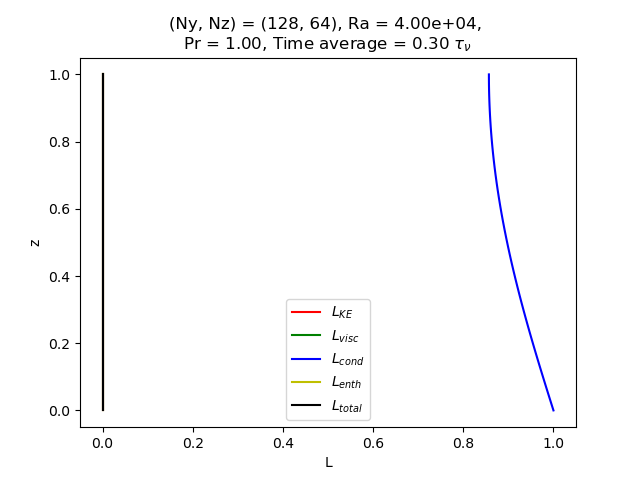 (Ny, Nz) = (128, 64), Ra = 4.00e+04,
Pr = 1.00, Time average = 0.30 τ_ν
1.0
0.8
0.6
0.4
0.2
0.0
z
L_KE
L_visc
L_cond
L_enth
L_total
0.0 0.2 0.4 0.6 0.8 1.0
L